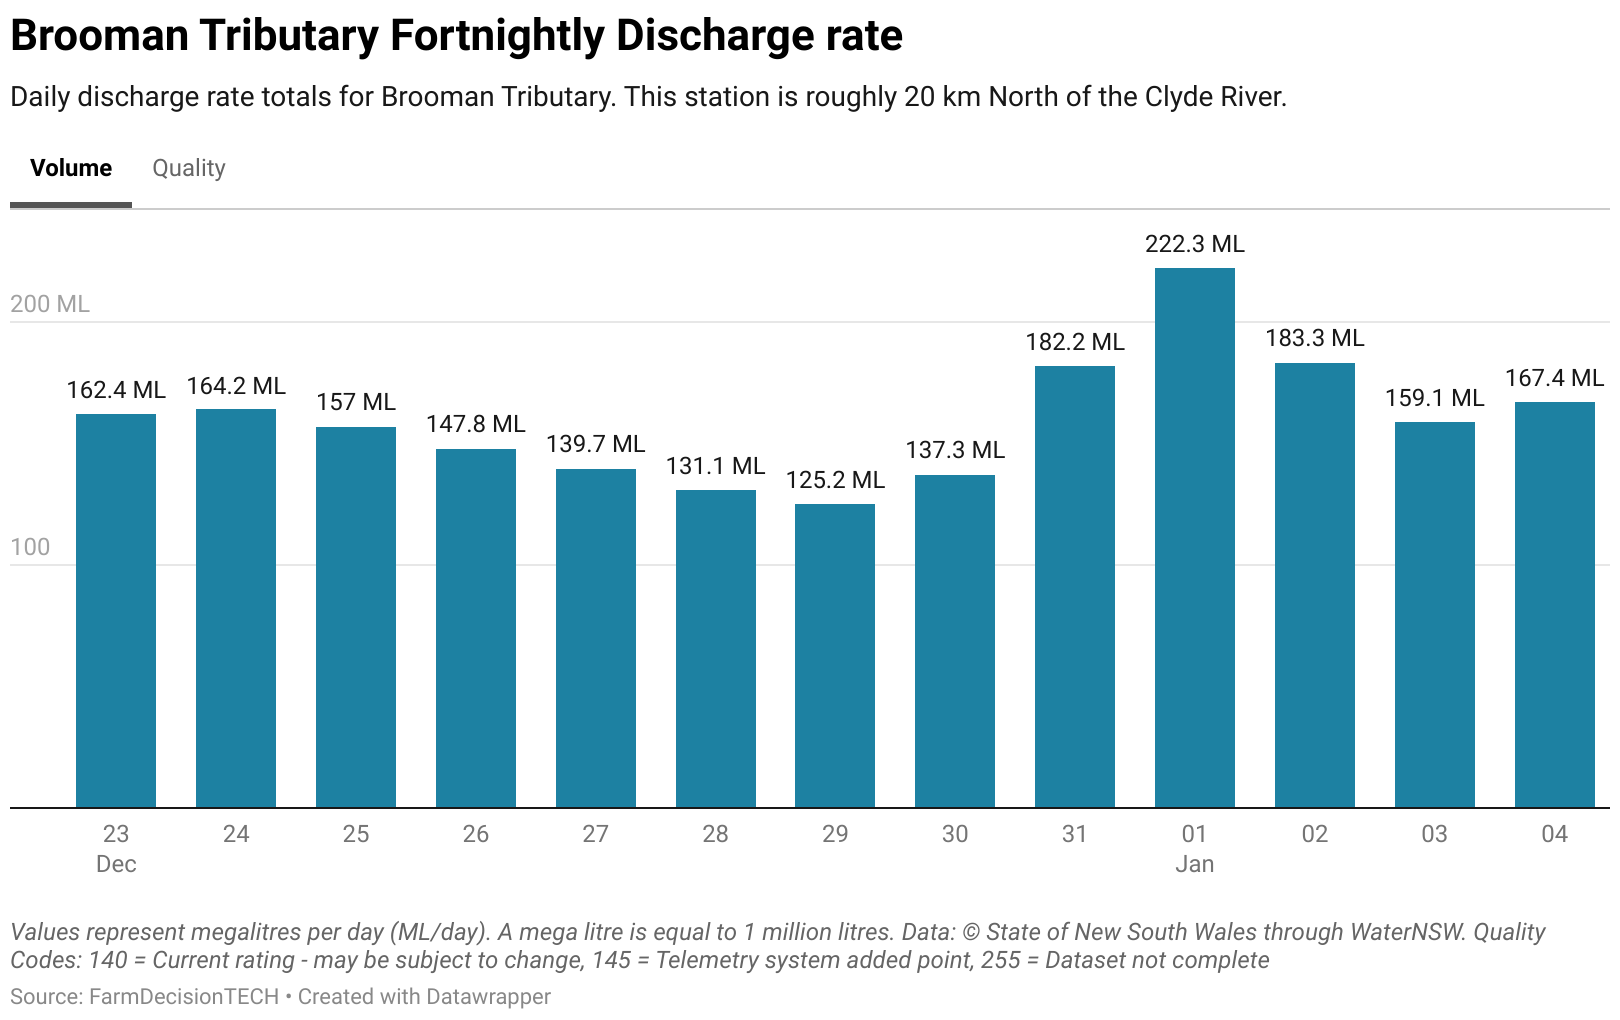 Brooman Tributary Fortnightly Discharge rate
Daily discharge rate totals for Brooman Tributary. This station is roughly 20 km North of the Clyde River.
Volume Quality
222.3 ML
200 ML
182.2 ML 183.3 ML
162.4 ML 164.2 ML 157 ML 159.1 ML 167.4 ML
147.8 ML 139.7 ML 131.1 ML 125.2 ML 137.3 ML
100
23 24 25 26 27 28 29 30 31 01 02 03 04
Dec Jan
Values represent megalitres per day (ML/day). A mega litre is equal to 1 million litres. Data: © State of New South Wales through WaterNSW. Quality
Codes: 140 = Current rating - may be subject to change, 145 = Telemetry system added point, 255 = Dataset not complete
Source: FarmDecisionTECH • Created with Datawrapper